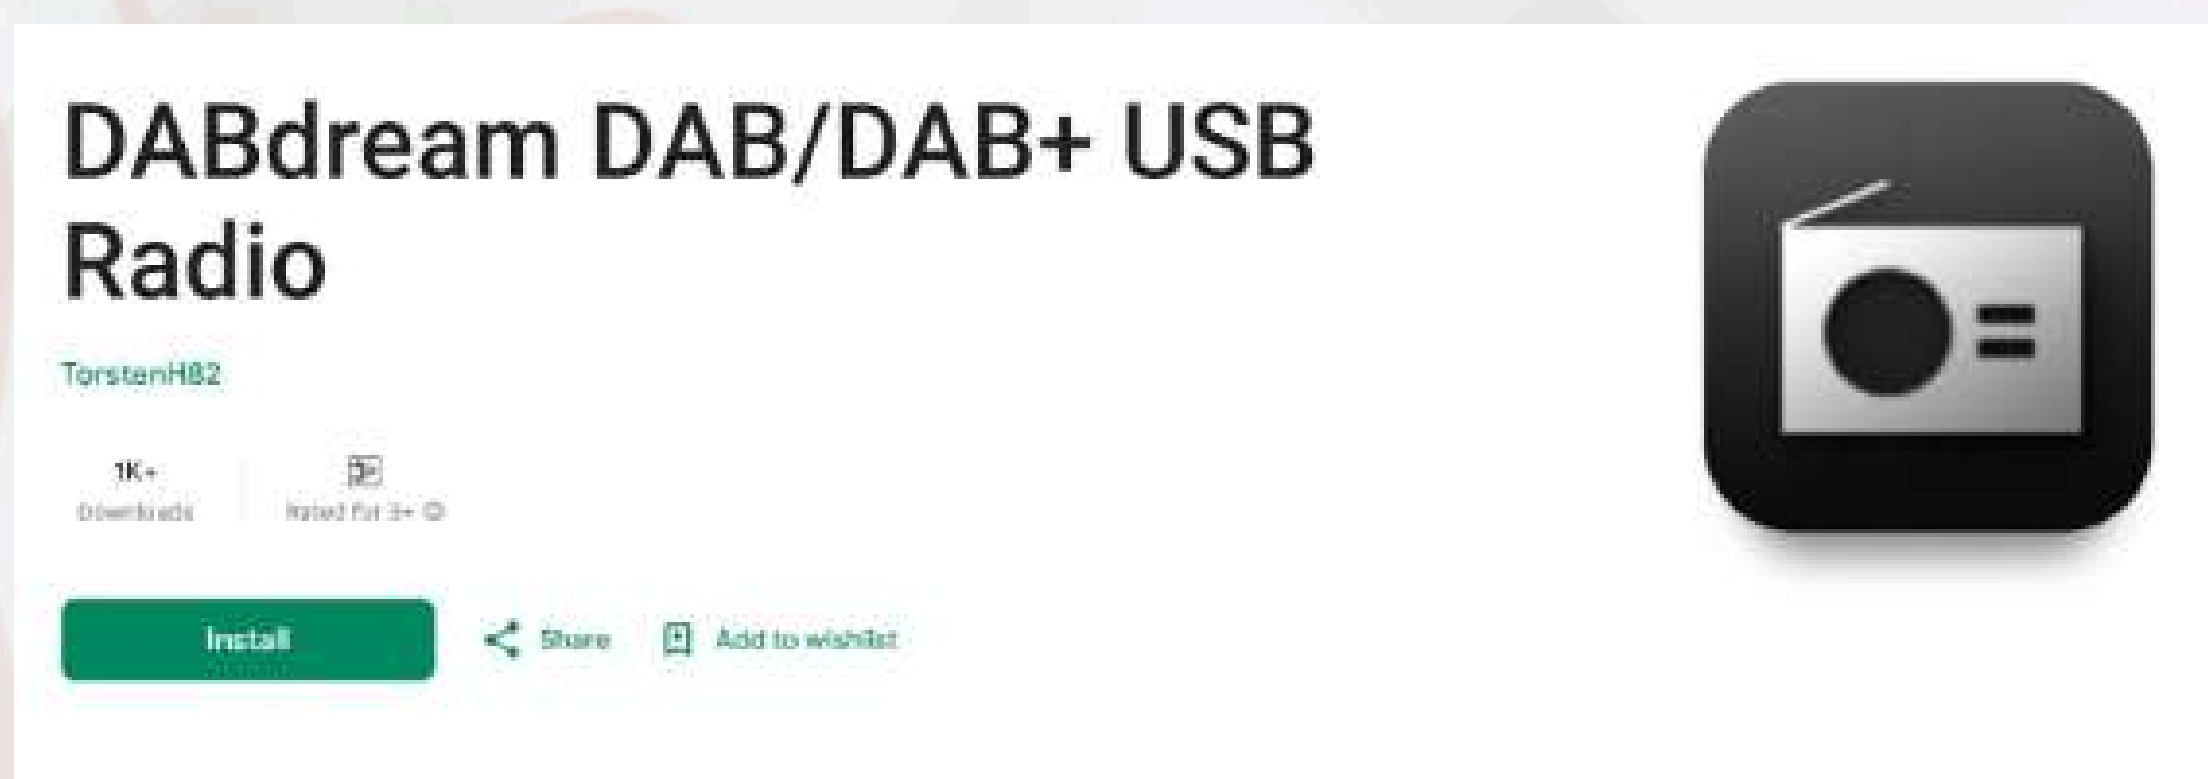 DABdream DAB/DAB+ USB
Radio
TorstenH82
1K+
Downloads
Rated for 3+
Install
Share
Add to wishlist